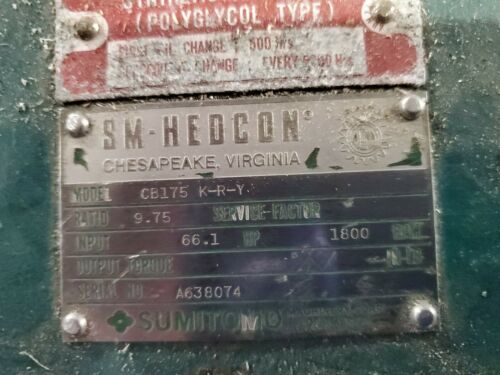 (POLYGLYCOL TYPE)
CHANGE : 500 Hrs
CHANGE : EVERY
SM-HEDCON®
CHESAPEAKE, VIRGINIA
MODEL CB175 K-R-Y
RATIO 9.75 SERVICE-FACTOR
INPUT 66.1 HP 1800
OUTPUT TORQUE
SERIAL NO A638074
SUMITOMO